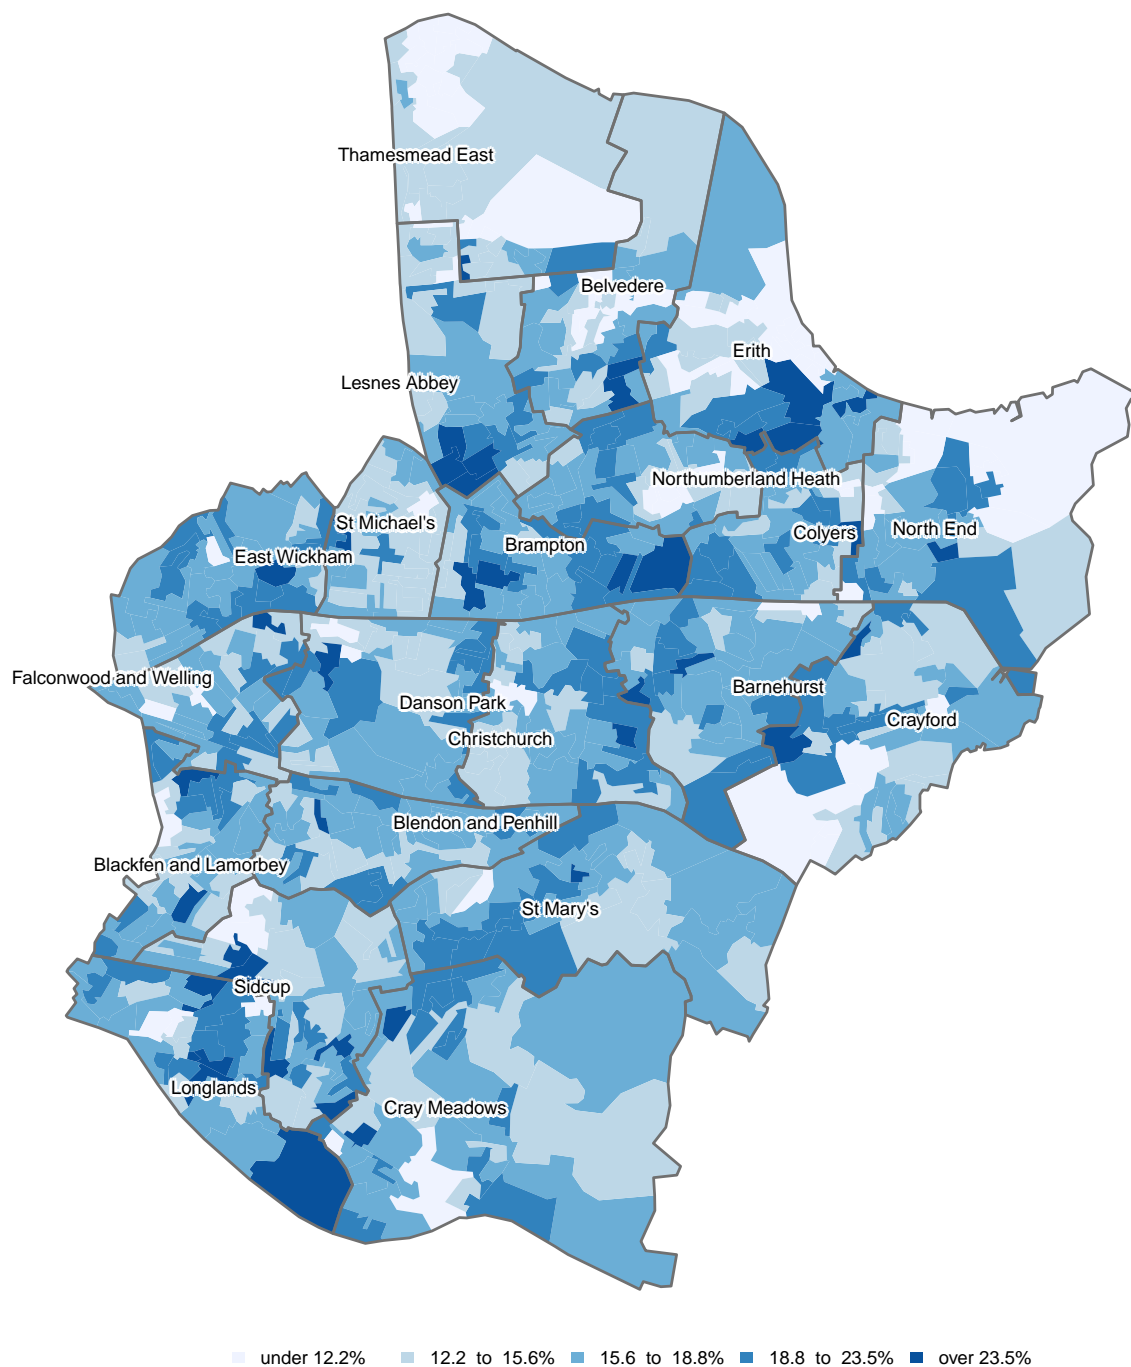 Thamesmead East
Belvedere
Erith
Lesnes Abbey
Northumberland Heath
St Michael's
North End
Colyers
Brampton
East Wickham
Falconwood and Welling
Barnehurst
Danson Park
Crayford
Christchurch
Blendon and Penhill
Blackfen and Lamorbey
St Mary's
Sidcup
Longlands
Cray Meadows
under 12.2% 12.2 to 15.6% 15.6 to 18.8% 18.8 to 23.5% over 23.5%